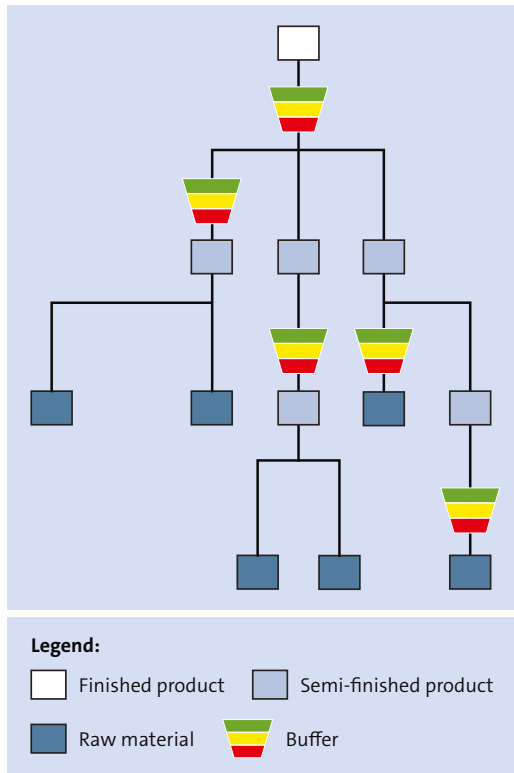 Legend:
Finished product
Semi-finished product
Raw material
Buffer